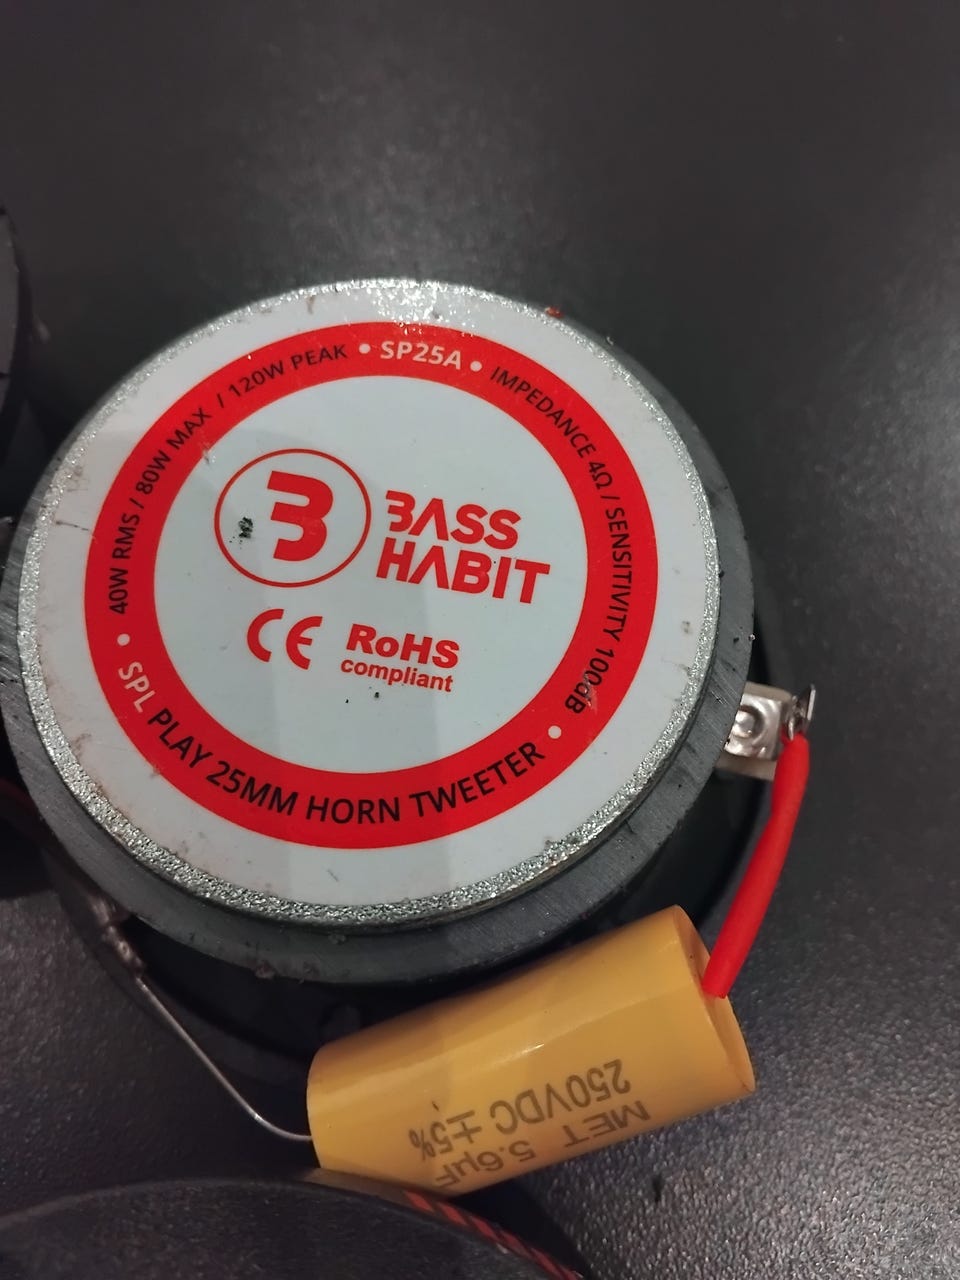 40W RMS / 80W MAX / 120W PEAK • SP25A • IMPEDANCE 4Ω / SENSITIVITY 100dB •
SPL PLAY 25MM HORN TWEETER •
B
BASS
HABIT
CE RoHS
compliant
MET 5.6μF
250VDC ±5%